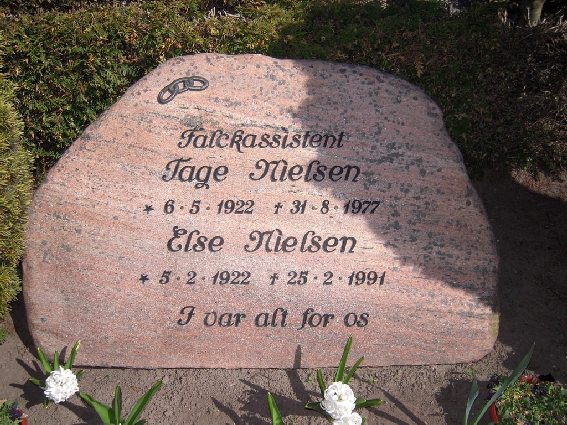 Falckassistent
Tage Nielsen
* 6 · 5 · 1922 † 31 · 8 · 1977
Else Nielsen
* 5 · 2 · 1922 † 25 · 2 · 1991
I var alt for os